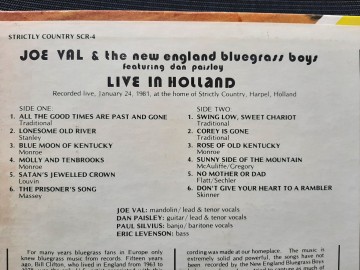 STRICTLY COUNTRY SCR-4
JOE VAL & the new england bluegrass boys
featuring dan paisley
LIVE IN HOLLAND
Recorded live, January 24, 1981, at the home of Strictly Country, Harpel, Holland
SIDE ONE
1. ALL THE GOOD TIMES ARE PAST AND GONE
Traditional
2. LONESOME OLD RIVER
Stanley
3. BLUE MOON OF KENTUCKY
Monroe
4. MOLLY AND TENBROOKS
Monroe
5. SATAN'S JEWELLED CROWN
Louvin
6. THE PRISONER'S SONG
Massey
SIDE TWO
1. SWING LOW, SWEET CHARIOT
Traditional
2. COREY IS GONE
Traditional
3. ROSE OF OLD KENTUCKY
Monroe
4. SUNNY SIDE OF THE MOUNTAIN
McAuliffe/Gregory
5. NO MOTHER OR DAD
Flatt/Sechler
6. DON'T GIVE YOUR HEART TO A RAMBLER
Skinner
JOE VAL: mandolin/lead & tenor vocals
DAN PAISLEY: guitar/lead & tenor vocals
PAUL SILVIUS: banjo/baritone vocals
ERIC LEVENSON: bass
For many years bluegrass fans in Europe only
knew bluegrass music from records. Fifteen years
ago, Bill Clifton, who lived in England from 1963
cording was made at our homeplace. The music is
extremely solid and powerful, the songs have not
been recorded by the New England Bluegrass Boys